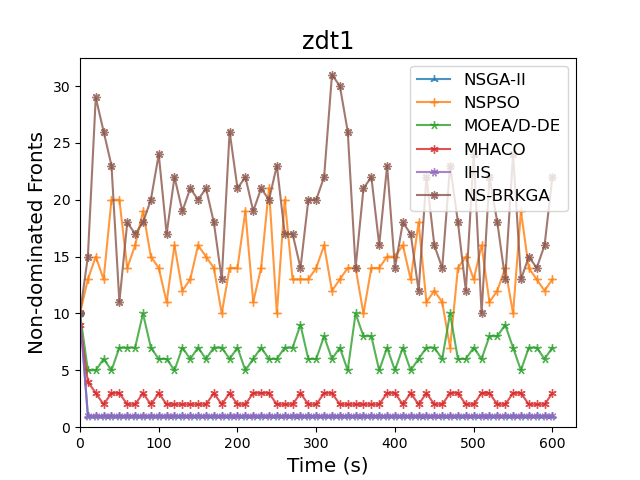 zdt1
Non-dominated Fronts
30
25
20
15
10
5
0
NSGA-II
NSPSO
MOEA/D-DE
MHACO
IHS
NS-BRKGA
0 100 200 300 400 500 600
Time (s)